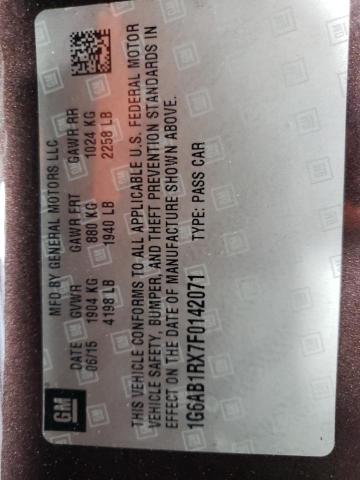 GM
MFD BY GENERAL MOTORS LLC
DATE GVWR GAWR FRT GAWR RR
06/15 1904 KG 880 KG 1024 KG
4198 LB 1940 LB 2258 LB
THIS VEHICLE CONFORMS TO ALL APPLICABLE U.S. FEDERAL MOTOR
VEHICLE SAFETY, BUMPER, AND THEFT PREVENTION STANDARDS IN
EFFECT ON THE DATE OF MANUFACTURE SHOWN ABOVE.
1G6AB1RX7F0142071 TYPE: PASS CAR